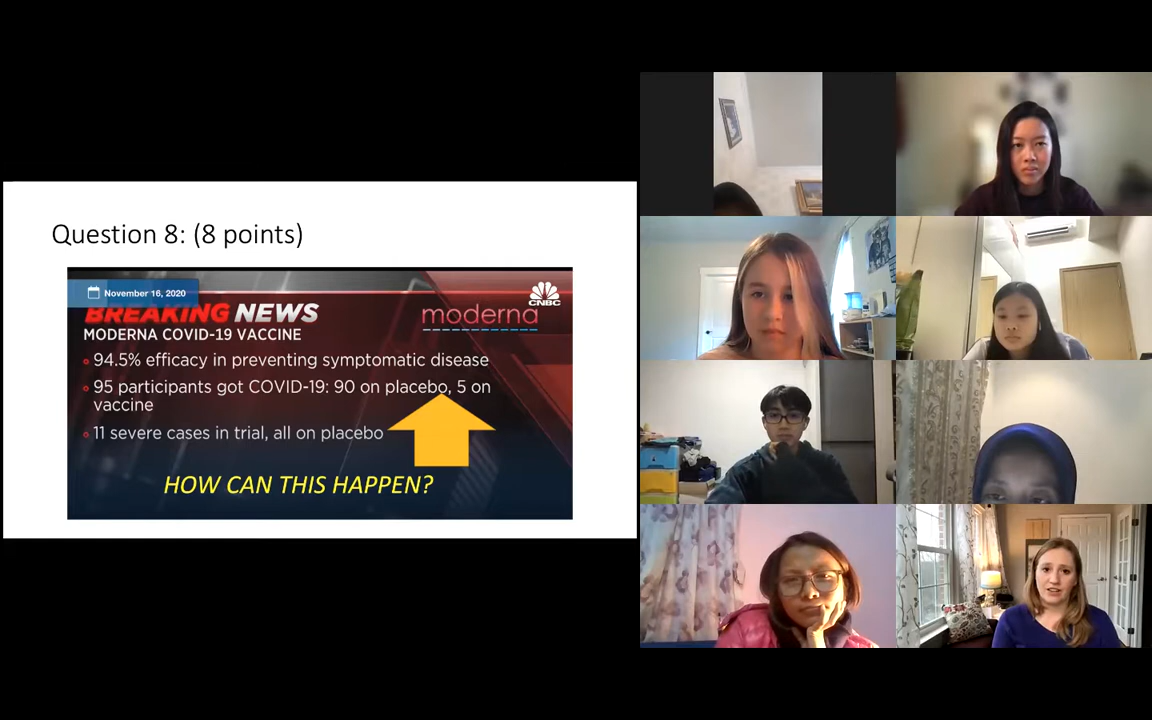 Question 8: (8 points)
November 16, 2020
BREAKING NEWS
moderna
CNBC
MODERNA COVID-19 VACCINE
94.5% efficacy in preventing symptomatic disease
95 participants got COVID-19: 90 on placebo, 5 on
vaccine
11 severe cases in trial, all on placebo
HOW CAN THIS HAPPEN?